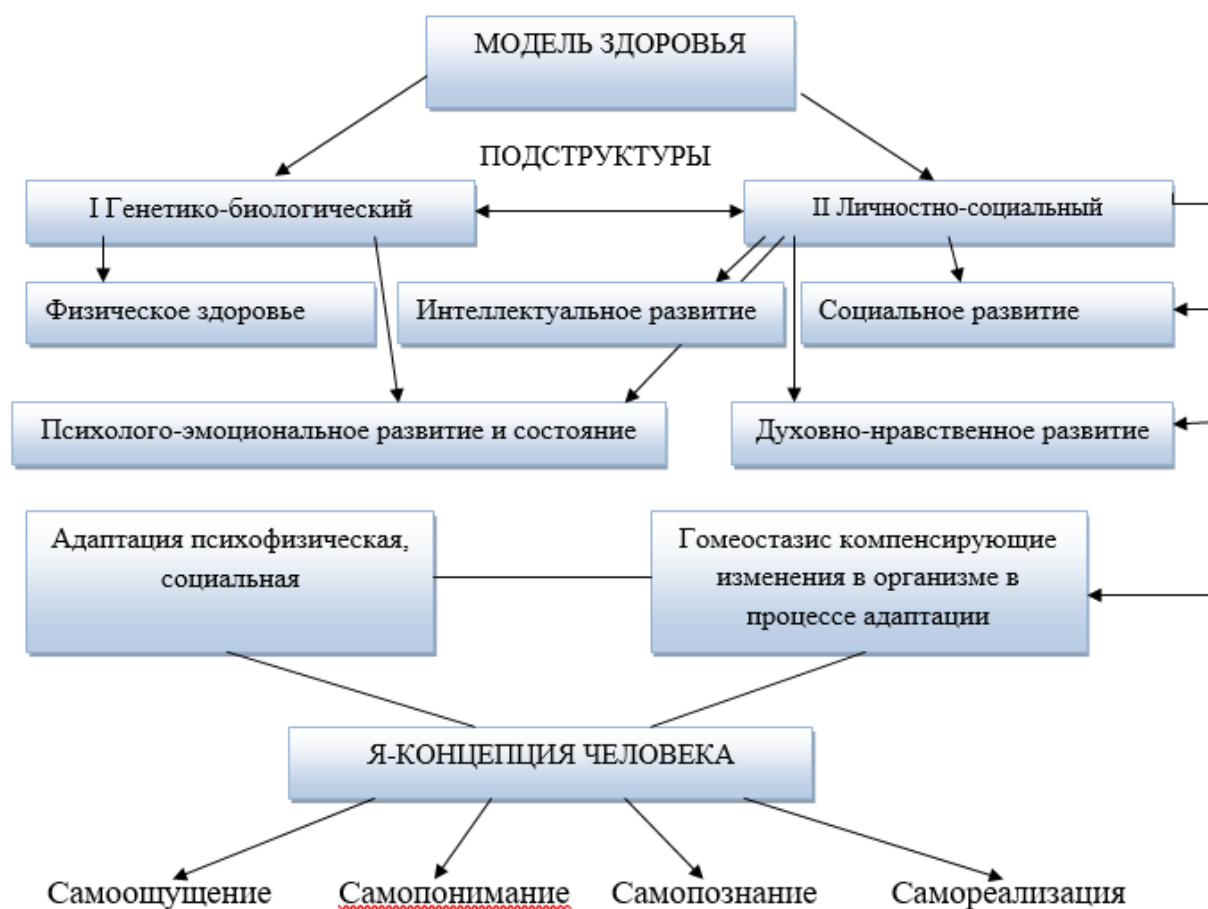 МОДЕЛЬ ЗДОРОВЬЯ
ПОДСТРУКТУРЫ
I Генетико-биологический
II Личностно-социальный
Физическое здоровье
Интеллектуальное развитие
Социальное развитие
Психолого-эмоциональное развитие и состояние
Духовно-нравственное развитие
Адаптация психофизическая,
социальная
Гомеостазис компенсирующие
изменения в организме в
процессе адаптации
Я-КОНЦЕПЦИЯ ЧЕЛОВЕКА
Самоощущение
Самопонимание
Самопознание
Самореализация